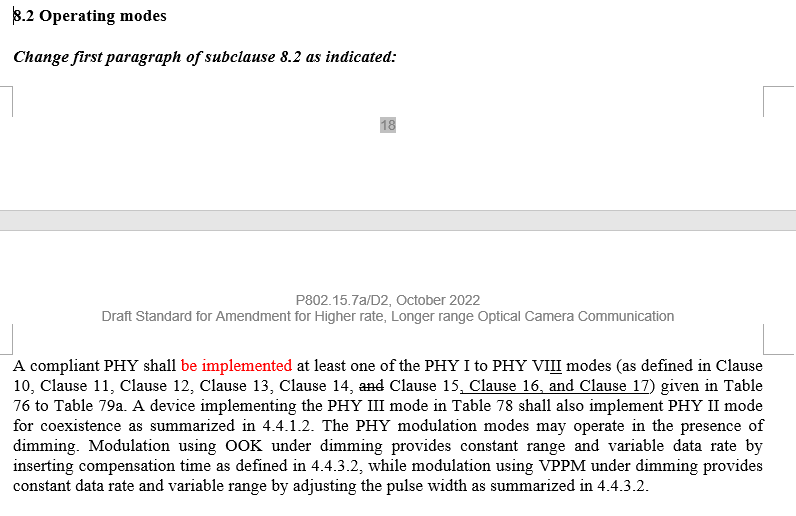 8.2 Operating modes
Change first paragraph of subclause 8.2 as indicated:
18
P802.15.7a/D2, October 2022
Draft Standard for Amendment for Higher rate, Longer range Optical Camera Communication
A compliant PHY shall be implemented at least one of the PHY I to PHY VIII modes (as defined in Clause
10, Clause 11, Clause 12, Clause 13, Clause 14, and Clause 15, Clause 16, and Clause 17) given in Table
76 to Table 79a. A device implementing the PHY III mode in Table 78 shall also implement PHY II mode
for coexistence as summarized in 4.4.1.2. The PHY modulation modes may operate in the presence of
dimming. Modulation using OOK under dimming provides constant range and variable data rate by
inserting compensation time as defined in 4.4.3.2, while modulation using VPPM under dimming provides
constant data rate and variable range by adjusting the pulse width as summarized in 4.4.3.2.